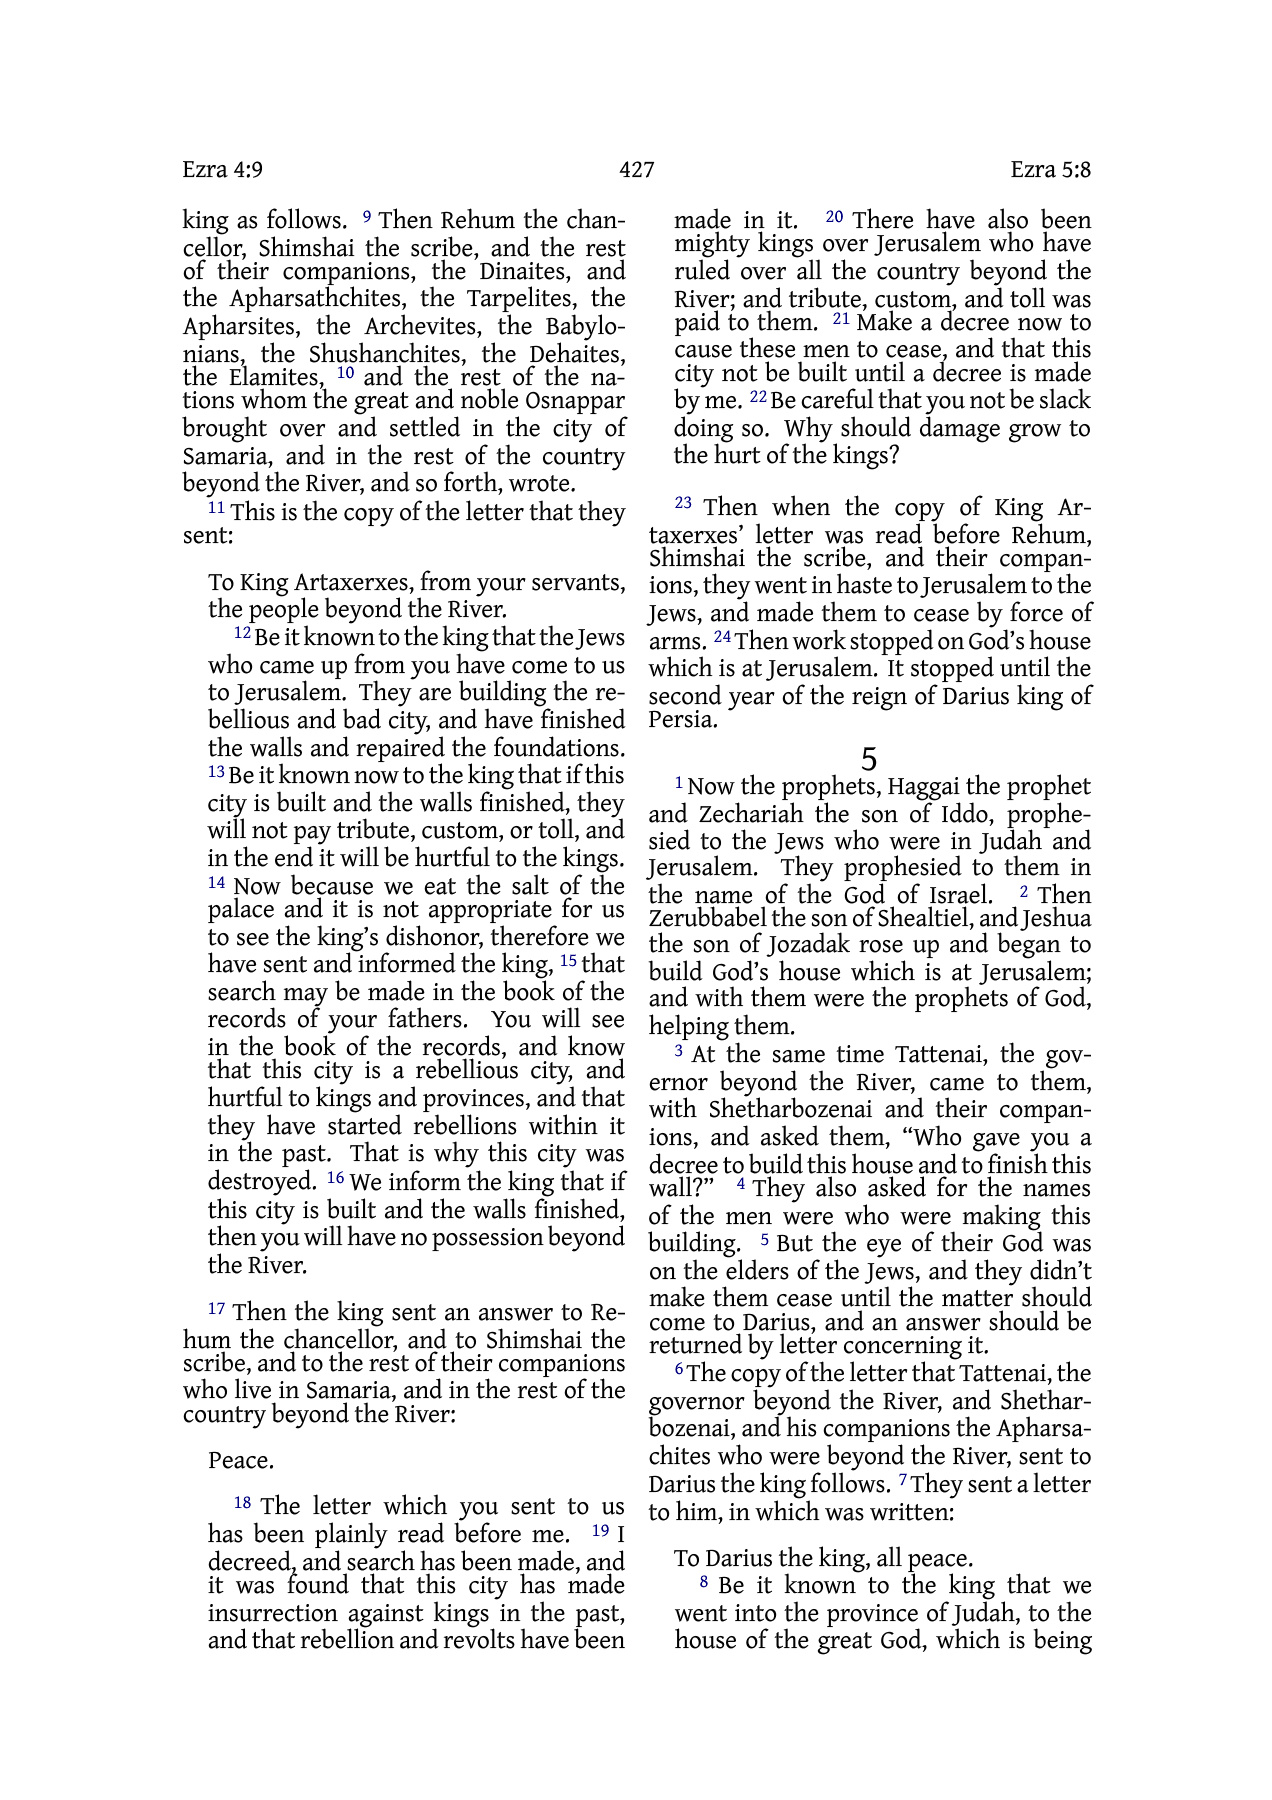 Ezra 4:9
427
Ezra 5:8
king as follows. 9 Then Rehum the chan-
cellor, Shimshai the scribe, and the rest
of their companions, the Dinaites, and
the Apharsathchites, the Tarpelites, the
Apharsites, the Archevites, the Babylo-
nians, the Shushanchites, the Dehaites,
the Elamites, 10 and the rest of the na-
tions whom the great and noble Osnappar
brought over and settled in the city of
Samaria, and in the rest of the country
beyond the River, and so forth, wrote.
11 This is the copy of the letter that they
sent:
To King Artaxerxes, from your servants,
the people beyond the River.
12 Be it known to the king that the Jews
who came up from you have come to us
to Jerusalem. They are building the re-
bellious and bad city, and have finished
the walls and repaired the foundations.
13 Be it known now to the king that if this
city is built and the walls finished, they
will not pay tribute, custom, or toll, and
in the end it will be hurtful to the kings.
14 Now because we eat the salt of the
palace and it is not appropriate for us
to see the king’s dishonor, therefore we
have sent and informed the king, 15 that
search may be made in the book of the
records of your fathers. You will see
in the book of the records, and know
that this city is a rebellious city, and
hurtful to kings and provinces, and that
they have started rebellions within it
in the past. That is why this city was
destroyed. 16 We inform the king that if
this city is built and the walls finished,
then you will have no possession beyond
the River.
17 Then the king sent an answer to Re-
hum the chancellor, and to Shimshai the
scribe, and to the rest of their companions
who live in Samaria, and in the rest of the
country beyond the River:
Peace.
18 The letter which you sent to us
has been plainly read before me. 19 I
decreed, and search has been made, and
it was found that this city has made
insurrection against kings in the past,
and that rebellion and revolts have been
made in it. 20 There have also been
mighty kings over Jerusalem who have
ruled over all the country beyond the
River; and tribute, custom, and toll was
paid to them. 21 Make a decree now to
cause these men to cease, and that this
city not be built until a decree is made
by me. 22 Be careful that you not be slack
doing so. Why should damage grow to
the hurt of the kings?
23 Then when the copy of King Ar-
taxerxes’ letter was read before Rehum,
Shimshai the scribe, and their compan-
ions, they went in haste to Jerusalem to the
Jews, and made them to cease by force of
arms. 24 Then work stopped on God’s house
which is at Jerusalem. It stopped until the
second year of the reign of Darius king of
Persia.
5
1 Now the prophets, Haggai the prophet
and Zechariah the son of Iddo, prophe-
sied to the Jews who were in Judah and
Jerusalem. They prophesied to them in
the name of the God of Israel. 2 Then
Zerubbabel the son of Shealtiel, and Jeshua
the son of Jozadak rose up and began to
build God’s house which is at Jerusalem;
and with them were the prophets of God,
helping them.
3 At the same time Tattenai, the gov-
ernor beyond the River, came to them,
with Shetharbozenai and their compan-
ions, and asked them, “Who gave you a
decree to build this house and to finish this
wall?” 4 They also asked for the names
of the men were who were making this
building. 5 But the eye of their God was
on the elders of the Jews, and they didn’t
make them cease until the matter should
come to Darius, and an answer should be
returned by letter concerning it.
6 The copy of the letter that Tattenai, the
governor beyond the River, and Shethar-
bozenai, and his companions the Apharsa-
chites who were beyond the River, sent to
Darius the king follows. 7 They sent a letter
to him, in which was written:
To Darius the king, all peace.
8 Be it known to the king that we
went into the province of Judah, to the
house of the great God, which is being